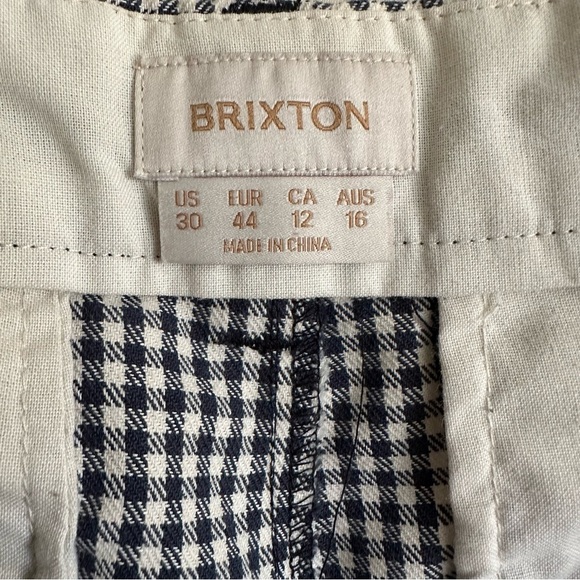 BRIXTON
US EUR CA AUS
30 44 12 16
MADE IN CHINA